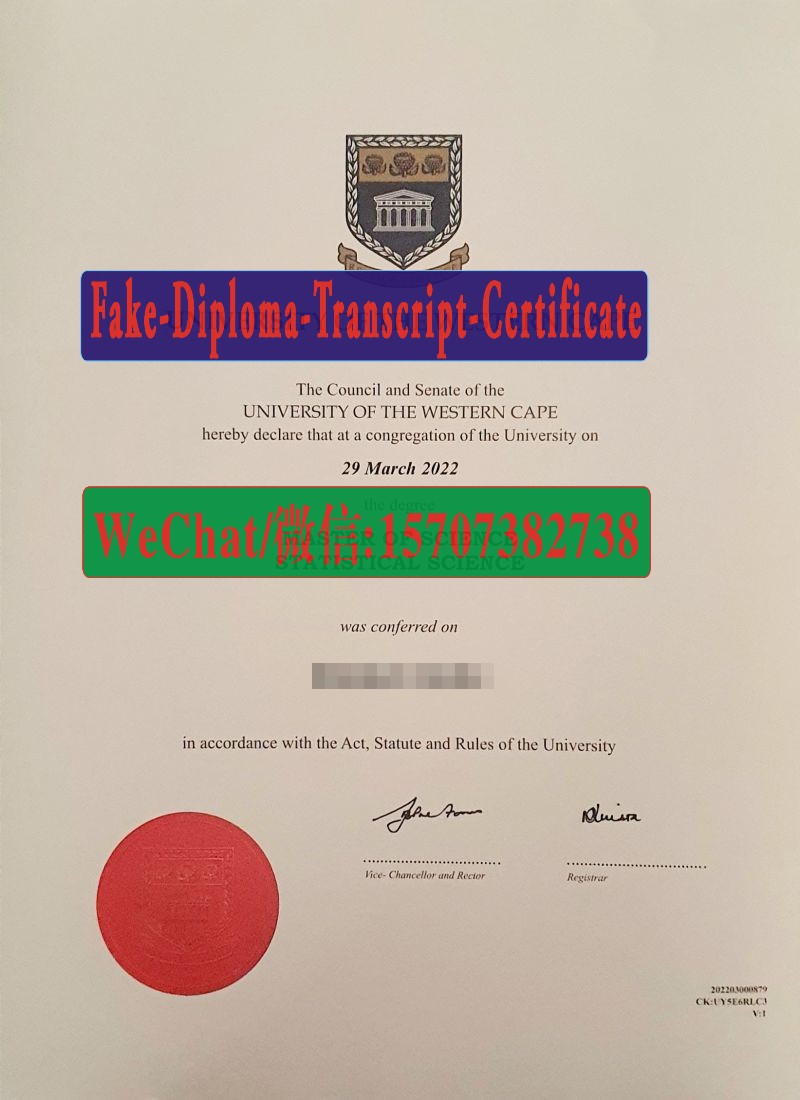 Fake-Diploma-Transcript-Certificate
The Council and Senate of the
UNIVERSITY OF THE WESTERN CAPE
hereby declare that at a congregation of the University on
29 March 2022
the degree
WeChat/微信:15707382738
MASTER OF SCIENCE
STATISTICAL SCIENCE
was conferred on
in accordance with the Act, Statute and Rules of the University
Vice- Chancellor and Rector
Registrar
202203000879
CK:UY5E6RLC3
V:1